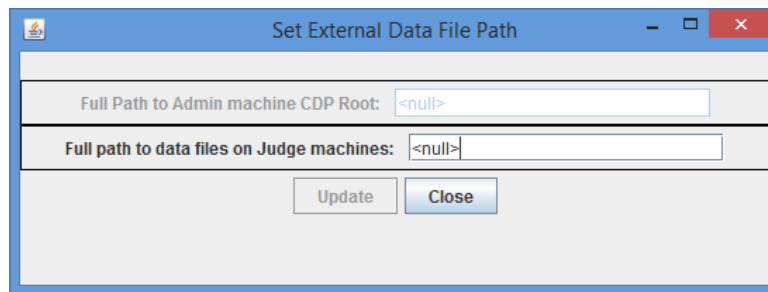 Set External Data File Path
Full Path to Admin machine CDP Root: <null>
Full path to data files on Judge machines: <null>
Update Close